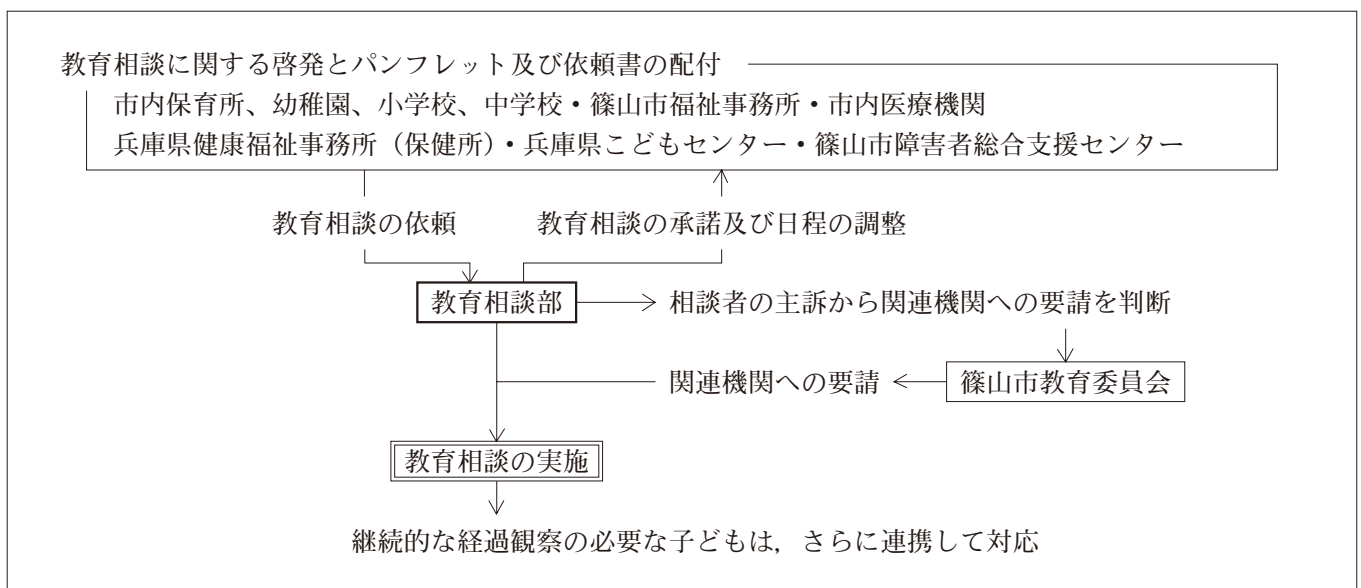 教育相談に関する啓発とパンフレット及び依頼書の配付
市内保育所、幼稚園、小学校、中学校・篠山市福祉事務所・市内医療機関
兵庫県健康福祉事務所（保健所）・兵庫県こどもセンター・篠山市障害者総合支援センター
教育相談の依頼
教育相談の承諾及び日程の調整
教育相談部
相談者の主訴から関連機関への要請を判断
関連機関への要請
篠山市教育委員会
教育相談の実施
継続的な経過観察の必要な子どもは，さらに連携して対応